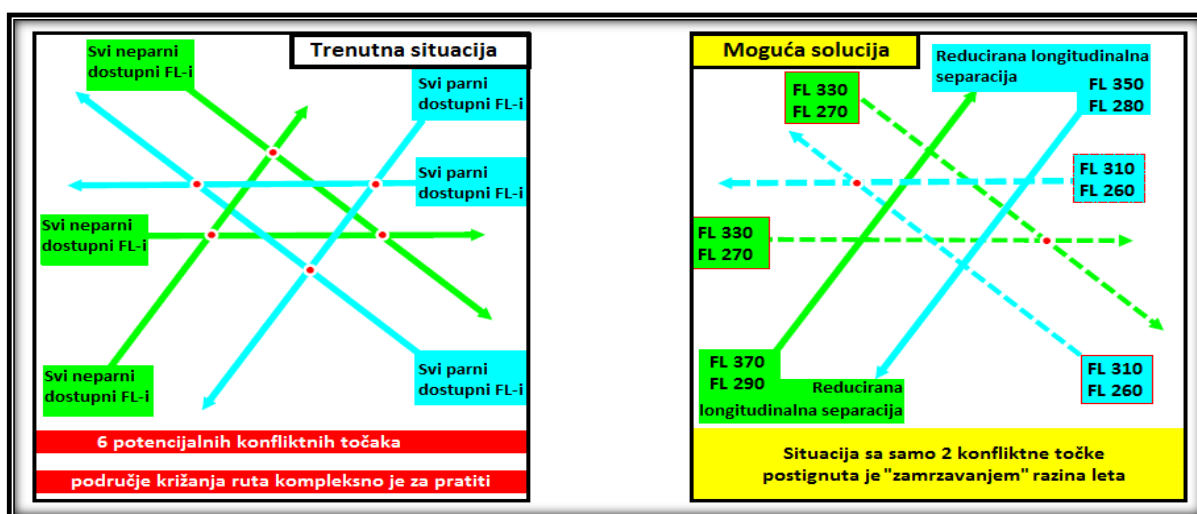 Trenutna situacija
Svi neparni
dostupni FL-i
Svi parni
dostupni FL-i
Svi parni
dostupni FL-i
Svi neparni
dostupni FL-i
Svi neparni
dostupni FL-i
Svi parni
dostupni FL-i
6 potencijalnih konfliktnih točaka
područje križanja ruta kompleksno je za pratiti
Moguća solucija
Reducirana longitudinalna
separacija
FL 350
FL 280
FL 330
FL 270
FL 310
FL 260
FL 330
FL 270
FL 370
FL 290
Reducirana
longitudinalna separacija
FL 310
FL 260
Situacija sa samo 2 konfliktne točke
postignuta je "zamrzavanjem" razina leta